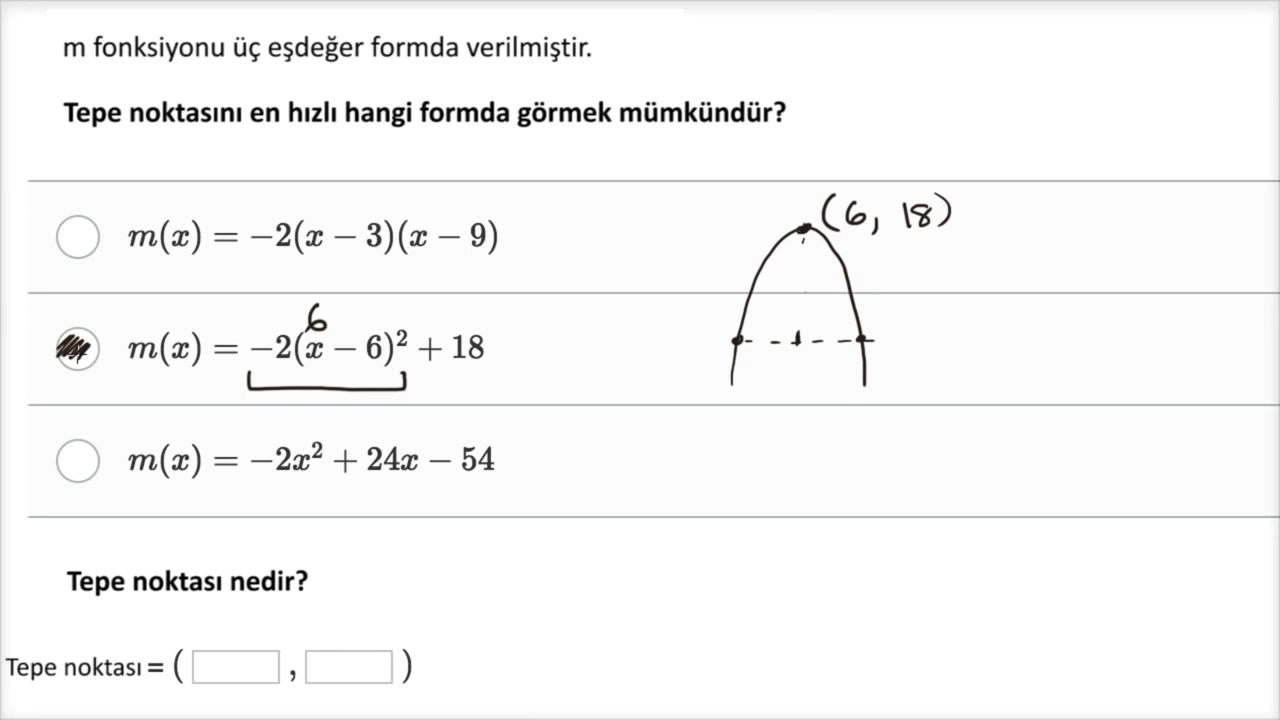 m fonksiyonu üç eşdeğer formda verilmiştir.
Tepe noktasını en hızlı hangi formda görmek mümkündür?
m(x) = −2(x − 3)(x − 9)
(6, 18)
6
m(x) = −2(x − 6)² + 18
m(x) = −2x² + 24x − 54
Tepe noktası nedir?
Tepe noktası = ( , )